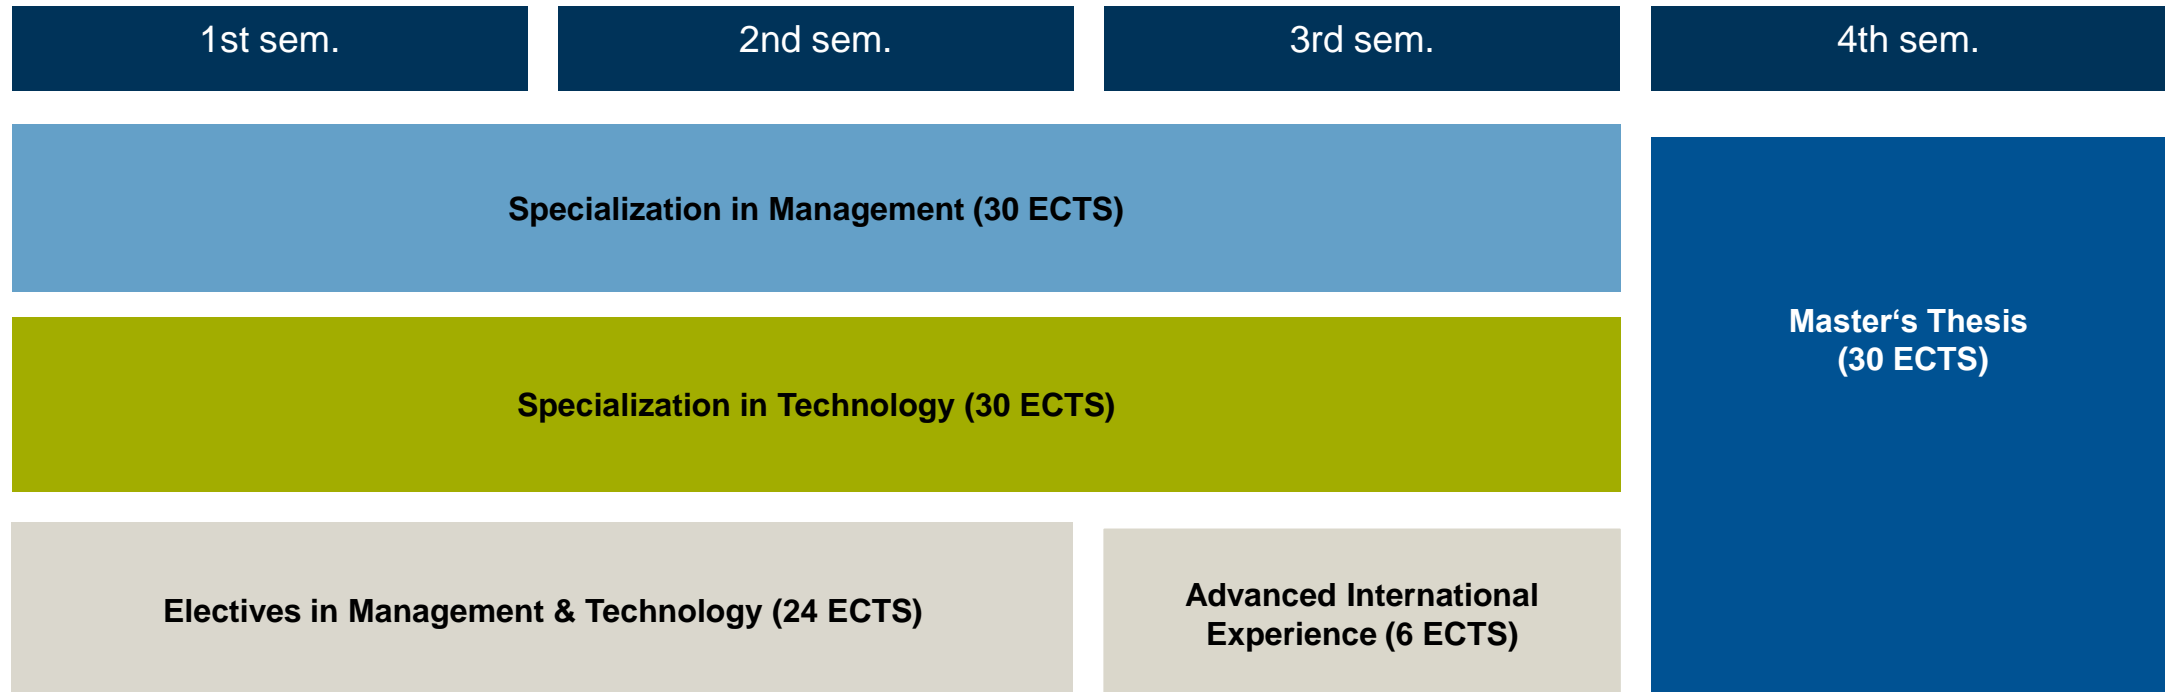 1st sem.
2nd sem.
3rd sem.
4th sem.
Specialization in Management (30 ECTS)
Specialization in Technology (30 ECTS)
Electives in Management & Technology (24 ECTS)
Advanced International
Experience (6 ECTS)
Master‘s Thesis
(30 ECTS)